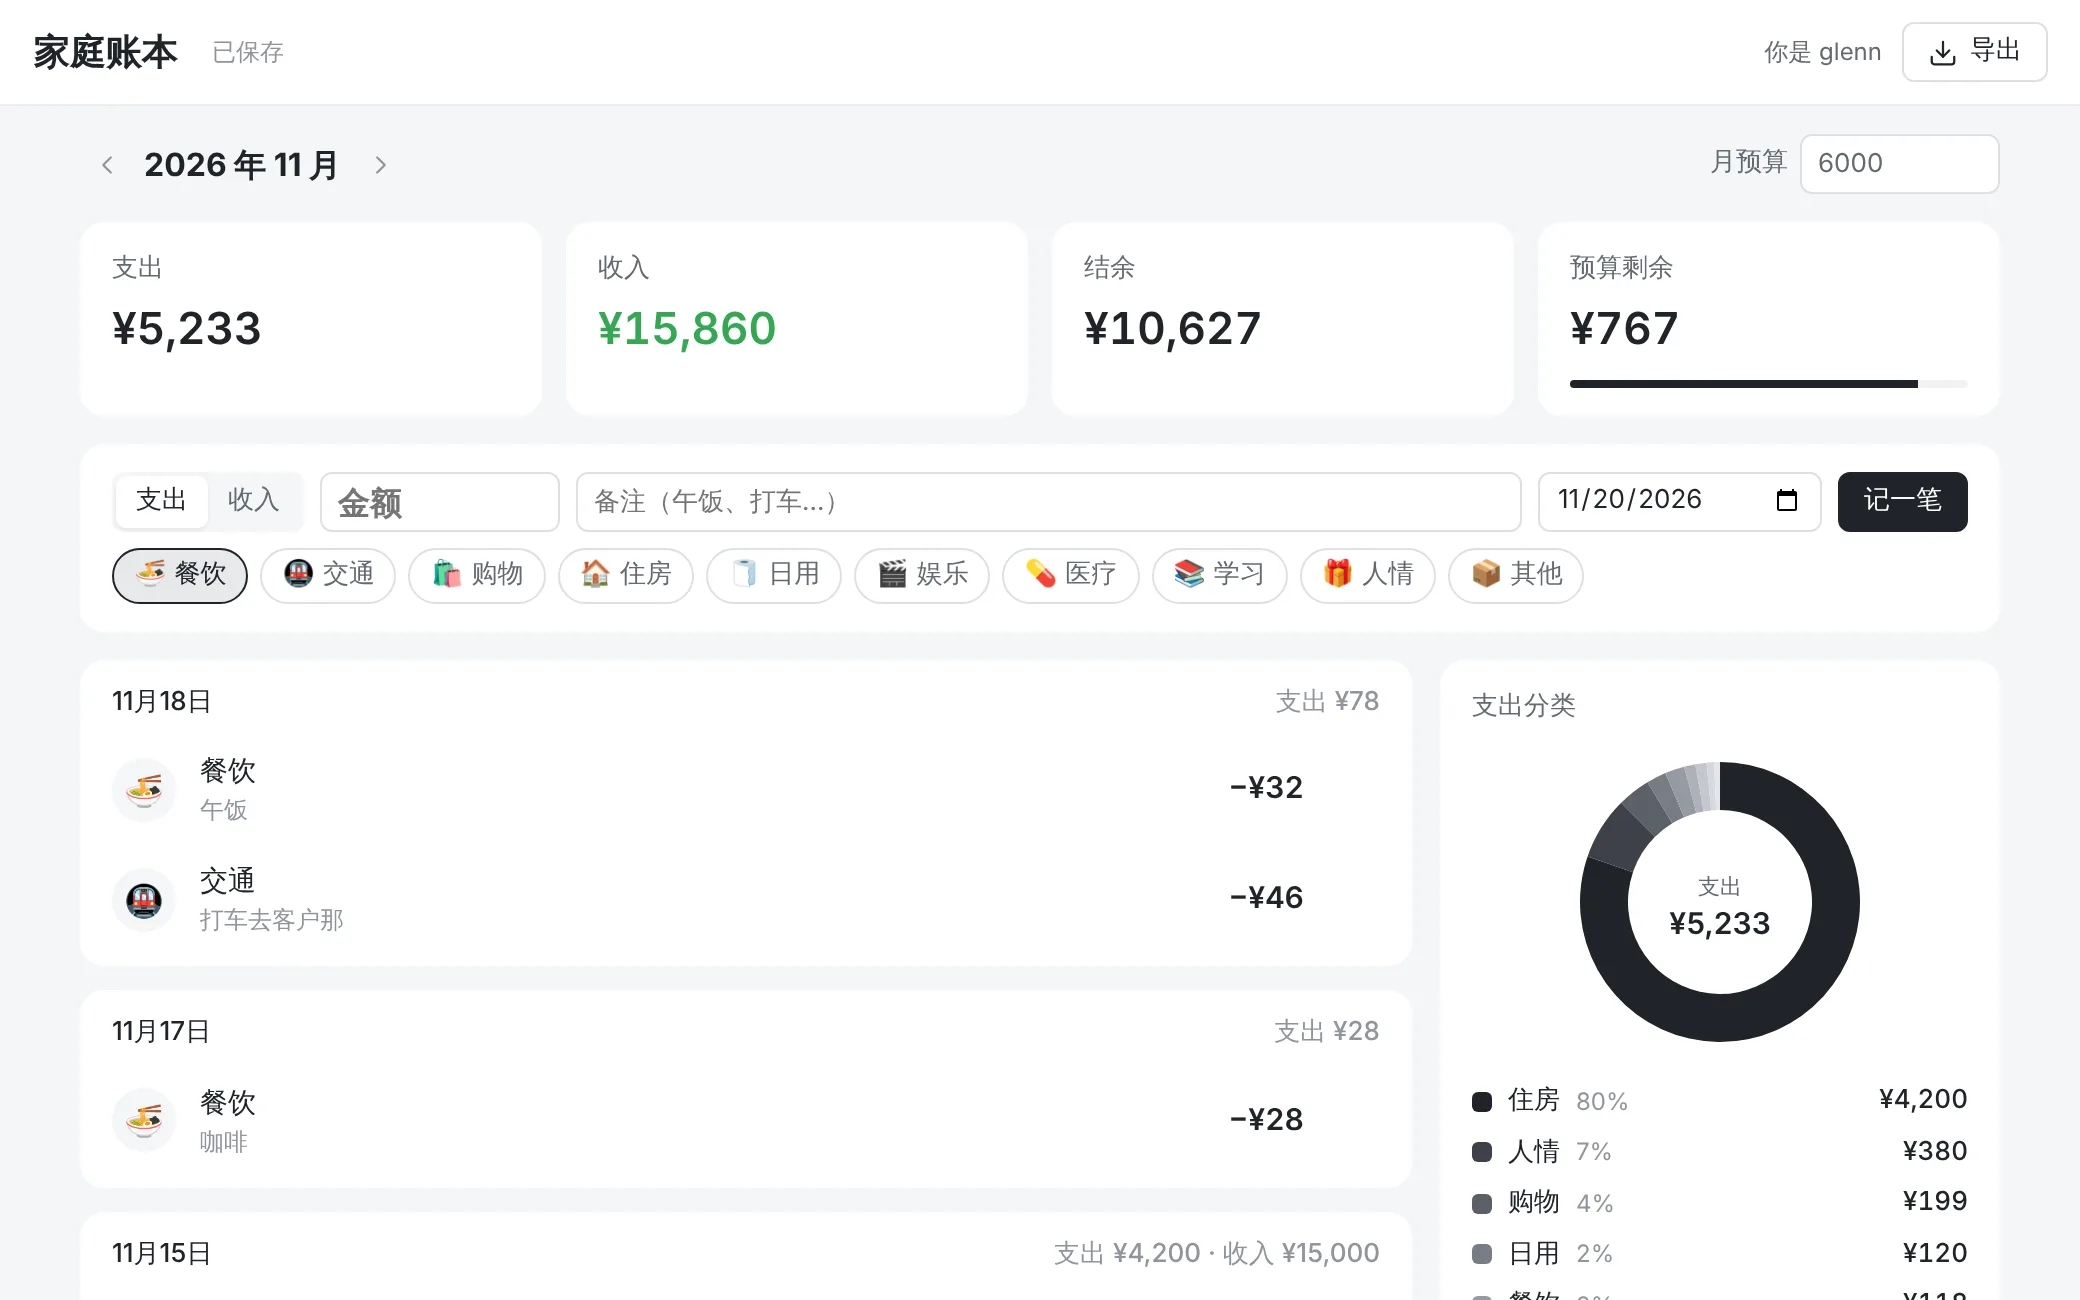 家庭账本 已保存 你是 glenn 导出
2026 年 11 月 月预算 6000
支出 收入 结余 预算剩余
¥5,233 ¥15,860 ¥10,627 ¥767
支出 收入 金额 备注（午饭、打车...） 11/20/2026 记一笔
餐饮 交通 购物 住房 日用 娱乐 医疗 学习 人情 其他
11月18日 支出 ¥78
餐饮
午饭
−¥32
交通
打车去客户那
−¥46
11月17日 支出 ¥28
餐饮
咖啡
−¥28
11月15日 支出 ¥4,200 · 收入 ¥15,000
支出分类
支出
¥5,233
住房 80% ¥4,200
人情 7% ¥380
购物 4% ¥199
日用 2% ¥120